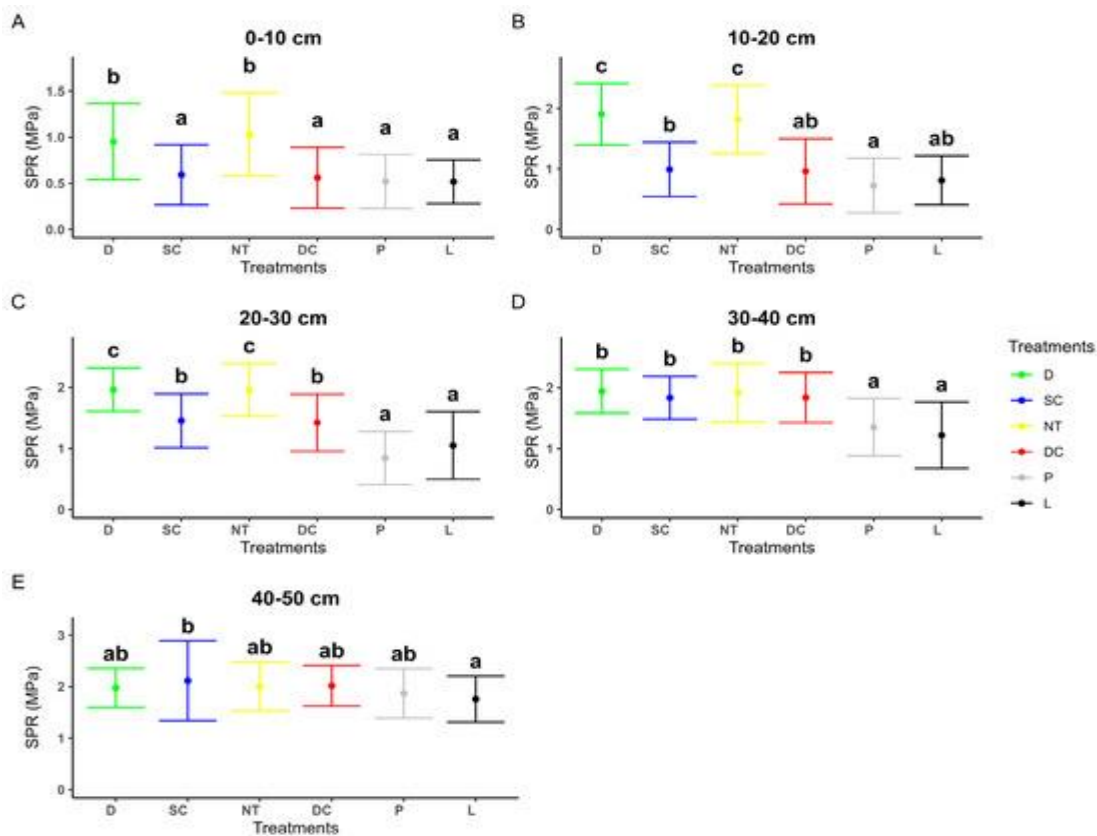 A
0-10 cm
SPR (MPa)
1.5
1.0
0.5
0.0
b a b a a a
D SC NT DC P L
Treatments
B
10-20 cm
SPR (MPa)
2
1
0
c b c ab a ab
D SC NT DC P L
Treatments
C
20-30 cm
SPR (MPa)
2
1
0
c b c b a a
D SC NT DC P L
Treatments
D
30-40 cm
SPR (MPa)
2
1
0
b b b b a a
D SC NT DC P L
Treatments
Treatments
D
SC
NT
DC
P
L
E
40-50 cm
SPR (MPa)
3
2
1
0
ab b ab ab ab a
D SC NT DC P L
Treatments